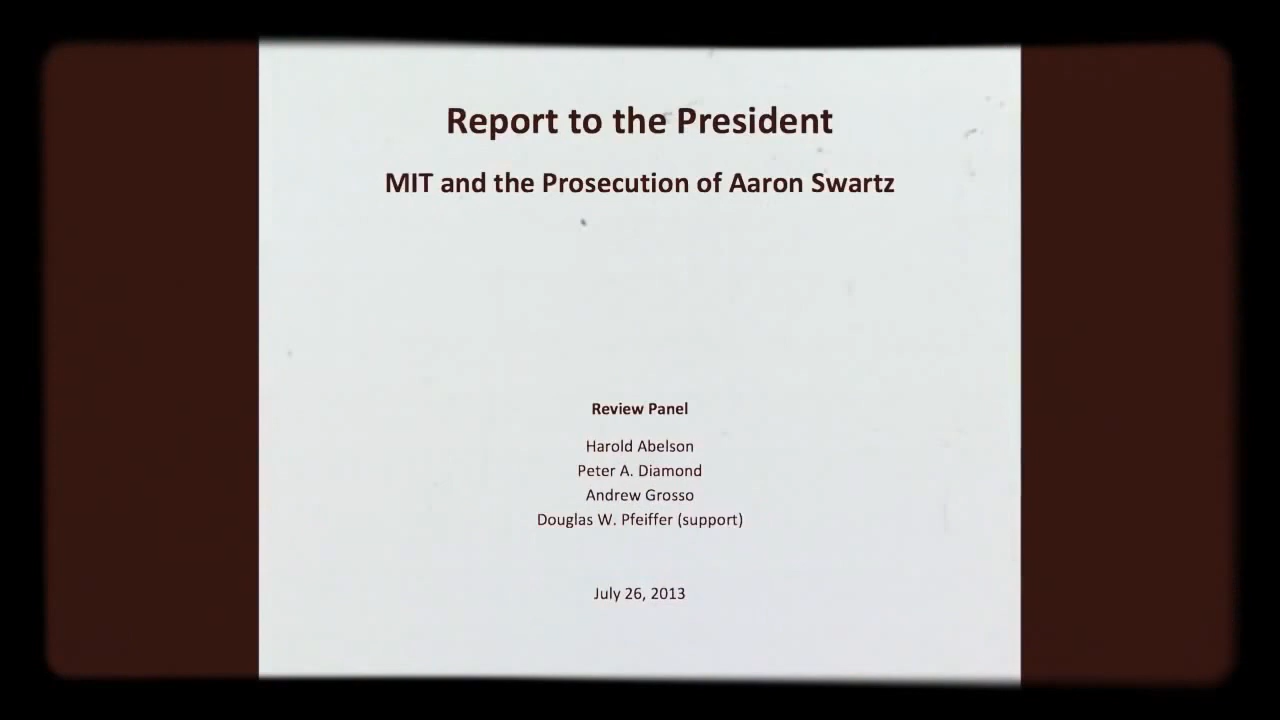 Report to the President
MIT and the Prosecution of Aaron Swartz
Review Panel
Harold Abelson
Peter A. Diamond
Andrew Grosso
Douglas W. Pfeiffer (support)
July 26, 2013